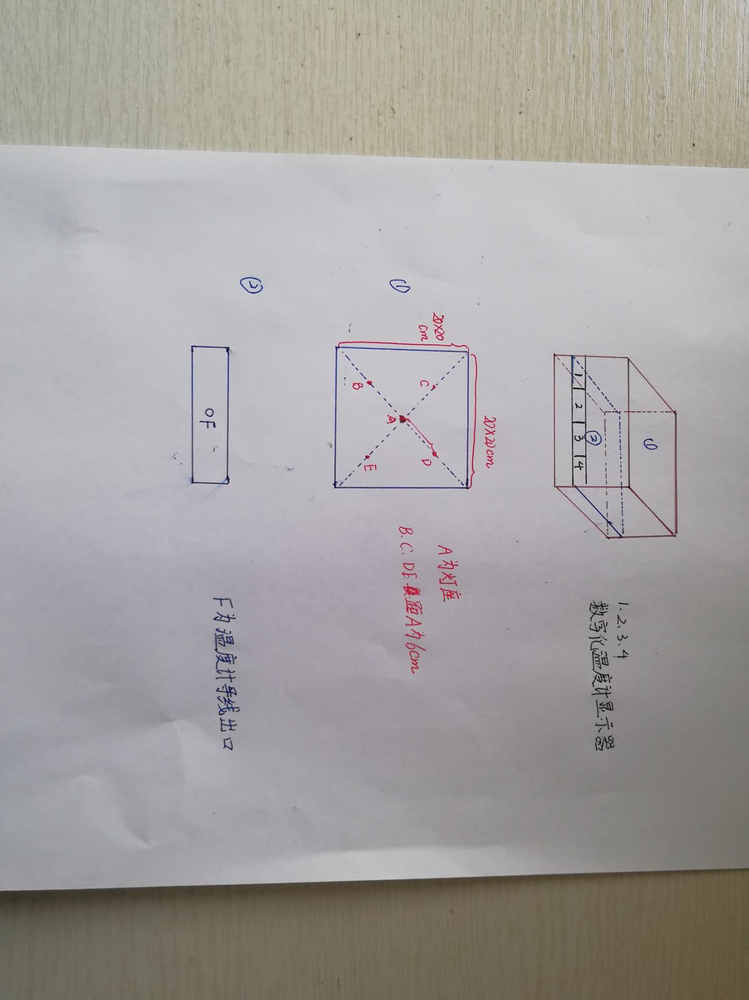 ①
1 2 3 4
②
1.2.3.4
数字化温度计显示器
①
20×20cm
20×20
cm
C
D
A
B
E
A为灯座
B.C.DE距A为6cm
②
OF
F为温度计导线出口